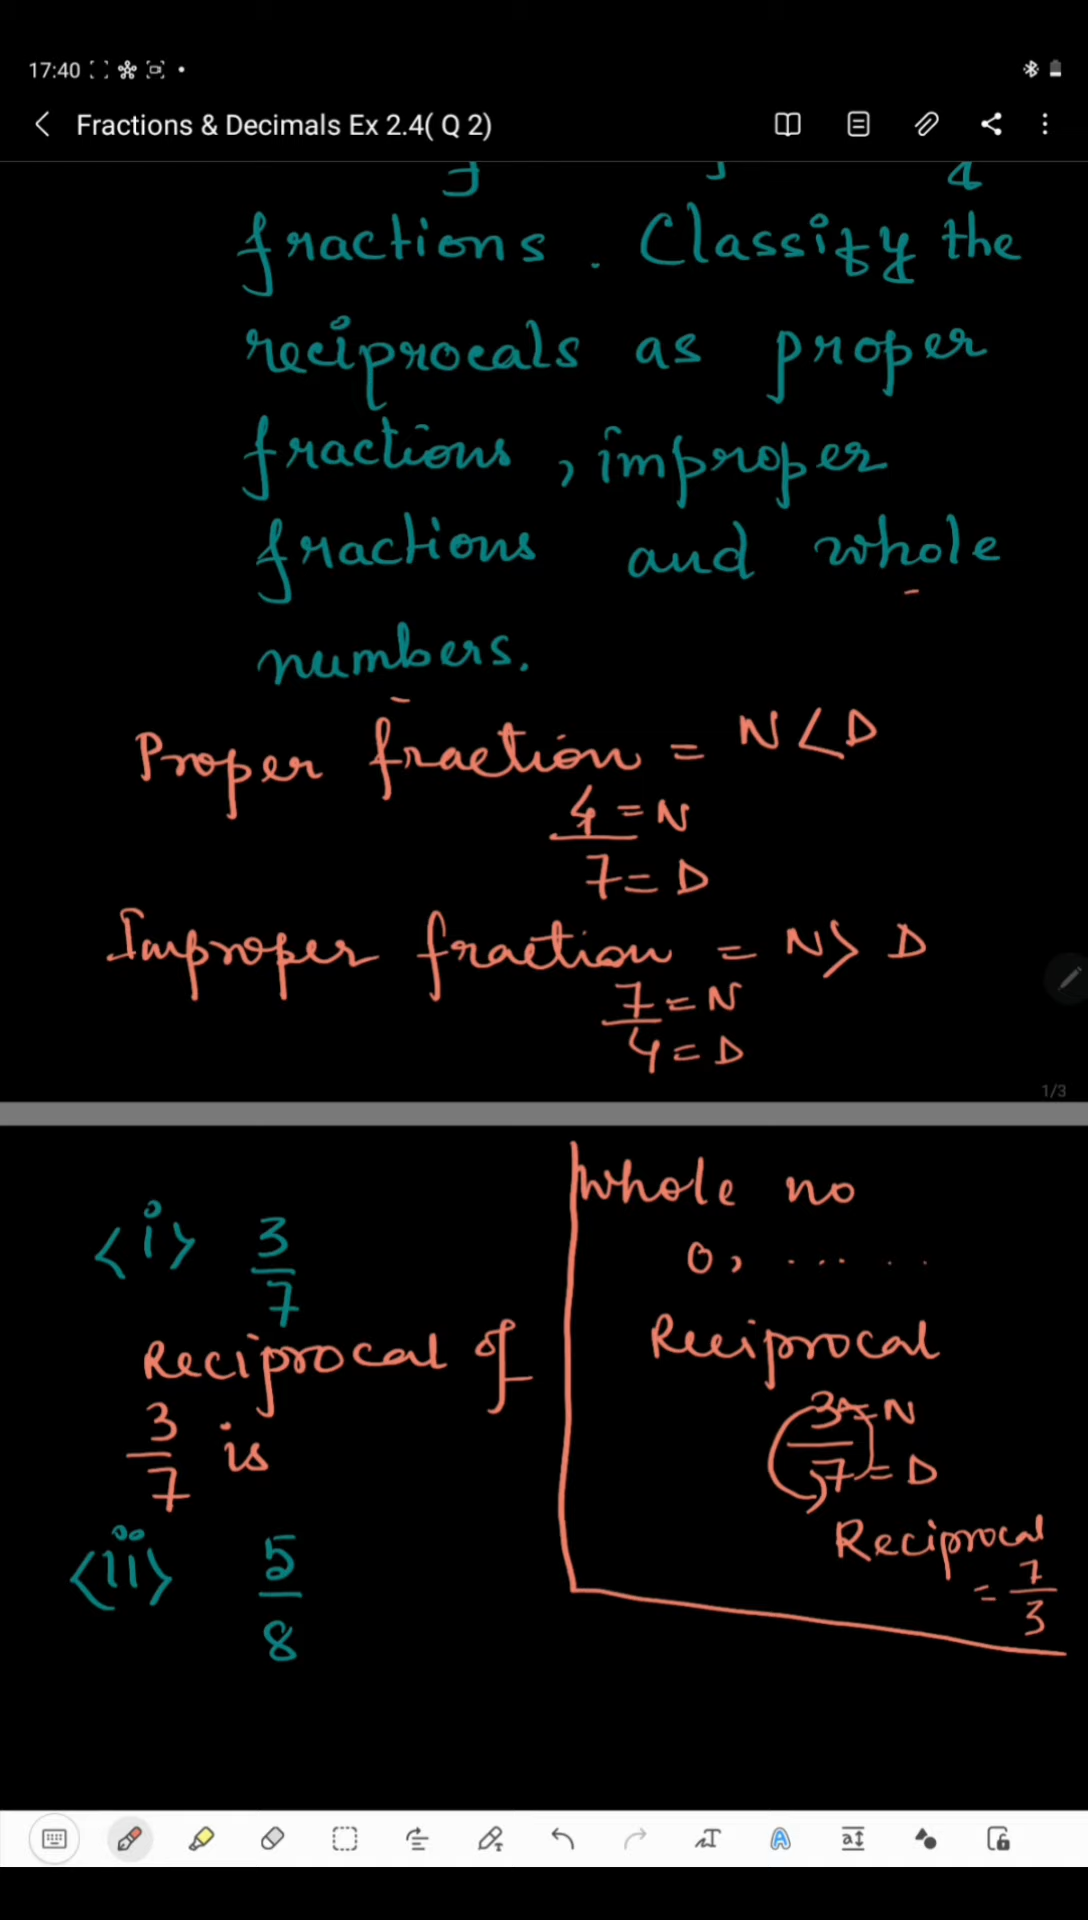 17:40
Fractions & Decimals Ex 2.4( Q 2)
fractions. Classify the
reciprocals as proper
fractions, improper
fractions and whole
numbers.
Proper fraction = N < D
4 = N
7 = D
Improper fraction = N > D
7 = N
4 = D
1/3
<i> 3/7
Reciprocal of
3/7 is
<ii> 5/8
Whole no
0, ... . .
Reciprocal
3 = N
7 = D
Reciprocal
= 7/3